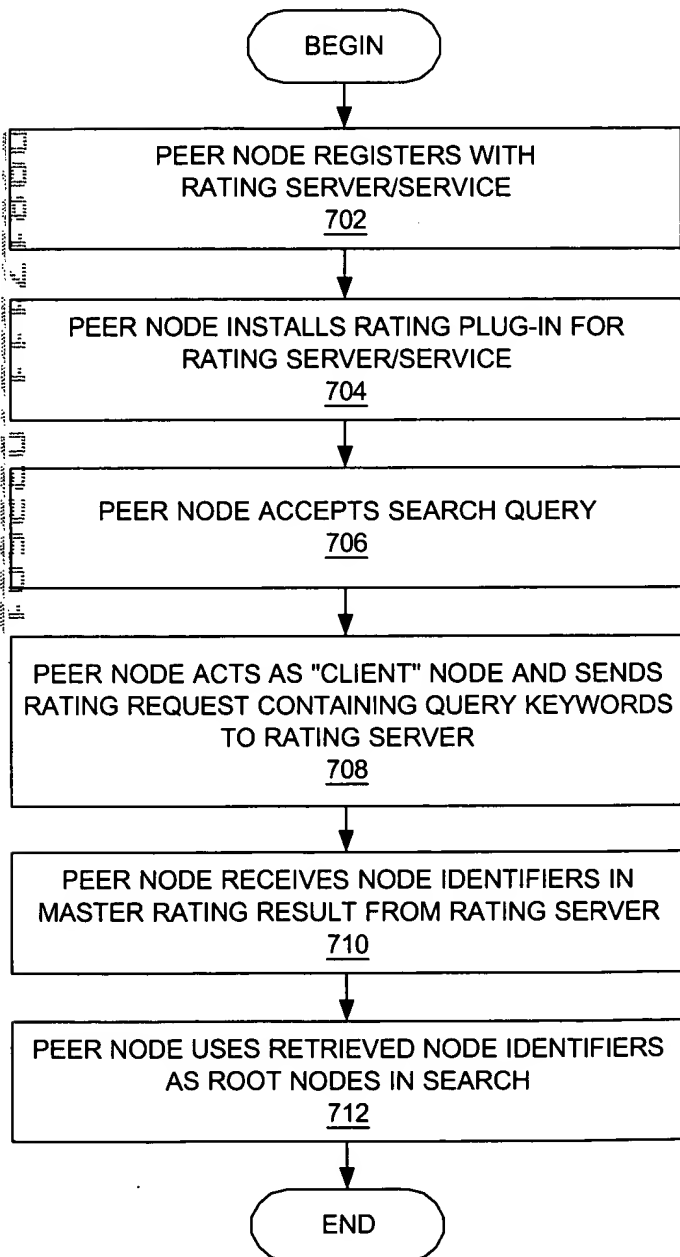 BEGIN
PEER NODE REGISTERS WITH
RATING SERVER/SERVICE
702
PEER NODE INSTALLS RATING PLUG-IN FOR
RATING SERVER/SERVICE
704
PEER NODE ACCEPTS SEARCH QUERY
706
PEER NODE ACTS AS "CLIENT" NODE AND SENDS
RATING REQUEST CONTAINING QUERY KEYWORDS
TO RATING SERVER
708
PEER NODE RECEIVES NODE IDENTIFIERS IN
MASTER RATING RESULT FROM RATING SERVER
710
PEER NODE USES RETRIEVED NODE IDENTIFIERS
AS ROOT NODES IN SEARCH
712
END